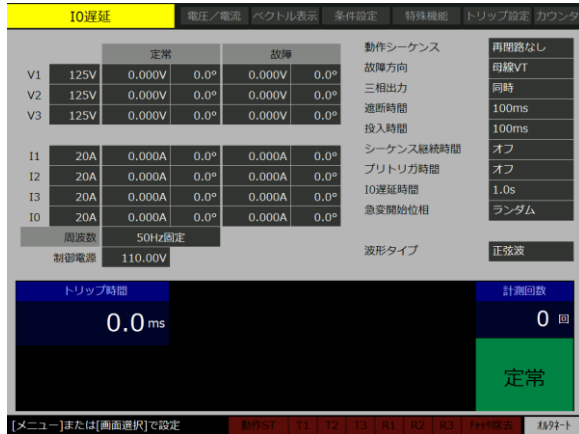 I0遅延 電圧／電流 ベクトル表示 条件設定 特殊機能 トリップ設定 カウンタ
定常 故障
V1 125V 0.000V 0.0° 0.000V 0.0°
V2 125V 0.000V 0.0° 0.000V 0.0°
V3 125V 0.000V 0.0° 0.000V 0.0°
I1 20A 0.000A 0.0° 0.000A 0.0°
I2 20A 0.000A 0.0° 0.000A 0.0°
I3 20A 0.000A 0.0° 0.000A 0.0°
I0 20A 0.000A 0.0° 0.000A 0.0°
周波数 50Hz固定
制御電源 110.00V
動作シーケンス 再閉路なし
故障方向 母線VT
三相出力 同時
遮断時間 100ms
投入時間 100ms
シーケンス継続時間 オフ
プリトリガ時間 オフ
I0遅延時間 1.0s
急変開始位相 ランダム
波形タイプ 正弦波
トリップ時間 計測回数
0.0 ms 0 回
定常
[メニュー]または[画面選択]で設定 動作ST T1 T2 T3 R1 R2 R3 ﾁｬﾀ除去 ｵﾙﾀﾈｰﾄ